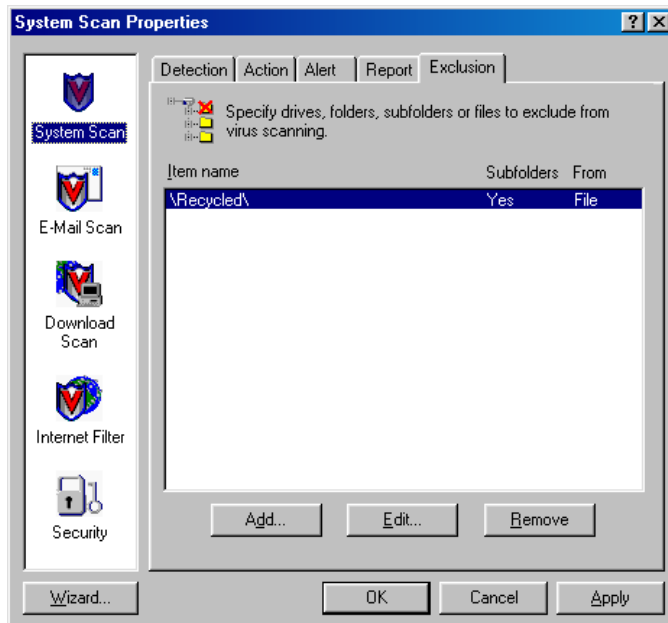 System Scan Properties
System Scan
E-Mail Scan
Download
Scan
Internet Filter
Security
Detection Action Alert Report Exclusion
Specify drives, folders, subfolders or files to exclude from
virus scanning.
Item name Subfolders From
\Recycled\ Yes File
Add... Edit... Remove
Wizard... OK Cancel Apply